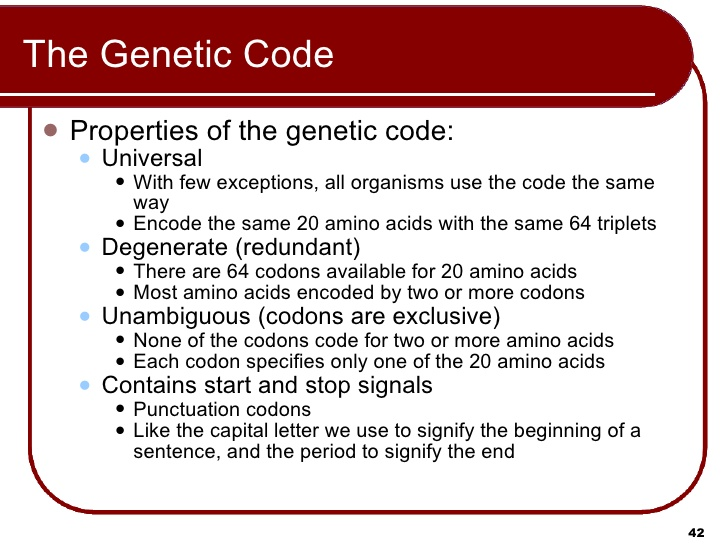 The Genetic Code
Properties of the genetic code:
Universal
With few exceptions, all organisms use the code the same
way
Encode the same 20 amino acids with the same 64 triplets
Degenerate (redundant)
There are 64 codons available for 20 amino acids
Most amino acids encoded by two or more codons
Unambiguous (codons are exclusive)
None of the codons code for two or more amino acids
Each codon specifies only one of the 20 amino acids
Contains start and stop signals
Punctuation codons
Like the capital letter we use to signify the beginning of a
sentence, and the period to signify the end
42